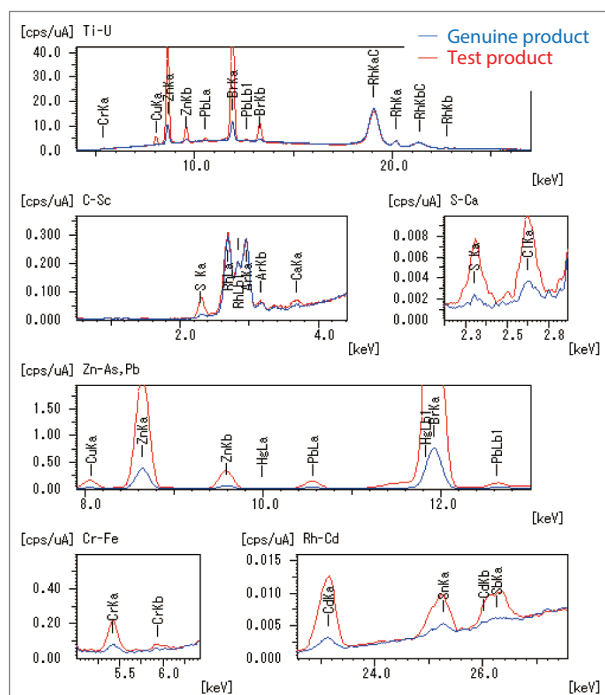 [cps/uA] Ti-U
Genuine product
Test product
40.0
30.0
20.0
10.0
0.0
CrKa
CuKa
ZnKa
ZnKb
PbLa
BrKa
PbLb1
BrKb
RhKaC
RhKa
RhKbC
RhKb
10.0
20.0
[keV]
[cps/uA] C-Sc
0.300
0.200
0.100
0.000
S Ka
RhLa
RhLb1
ArKa
ArKb
CaKa
2.0
4.0
[keV]
[cps/uA] S-Ca
0.008
0.006
0.004
0.002
0.000
S Ka
ClKa
2.3
2.5
2.8
[keV]
[cps/uA] Zn-As,Pb
1.50
1.00
0.50
0.00
CuKa
ZnKa
ZnKb
HgLa
PbLa
HgLb1
BrKa
PbLb1
8.0
10.0
12.0
[keV]
[cps/uA] Cr-Fe
0.80
0.40
0.00
CrKa
CrKb
5.5
6.0
[keV]
[cps/uA] Rh-Cd
0.015
0.010
0.005
0.000
CdKa
SnKa
CdKb
SbKa
24.0
26.0
[keV]